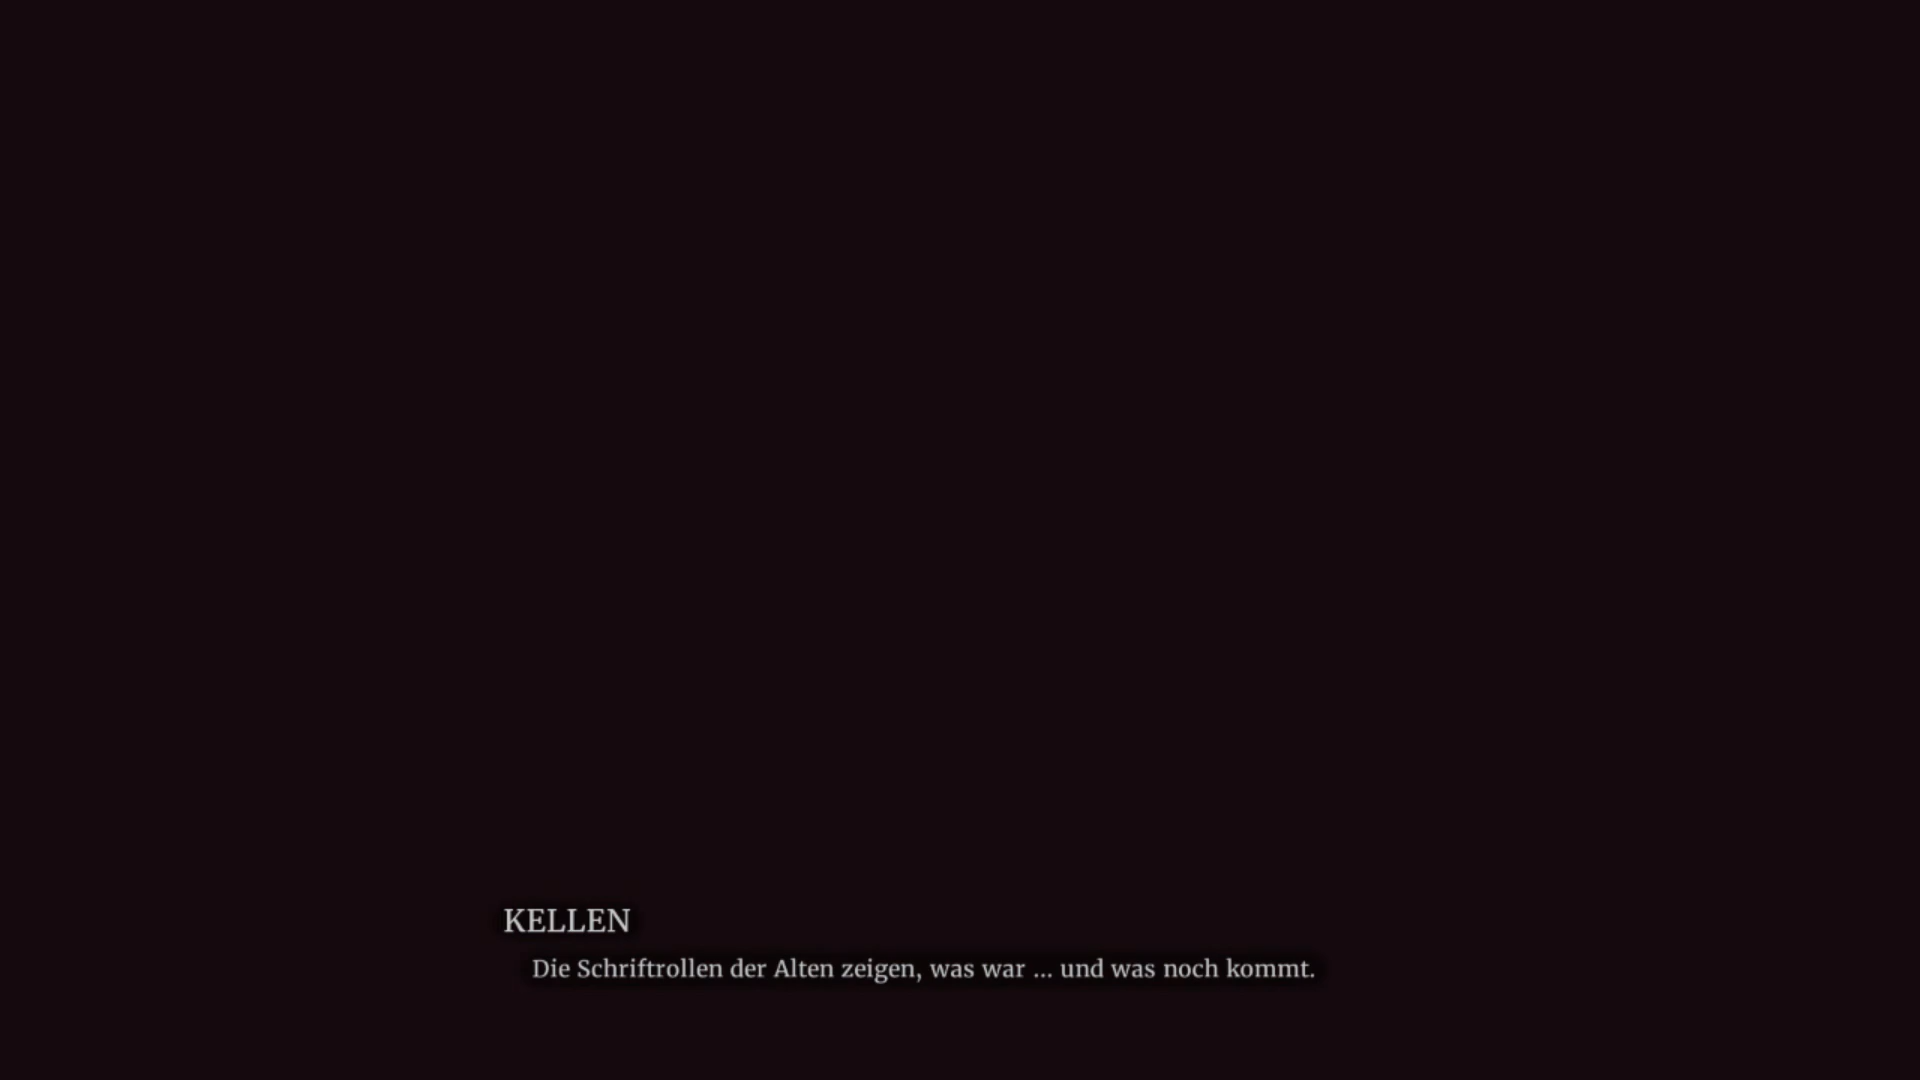 KELLEN
Die Schriftrollen der Alten zeigen, was war ... und was noch kommt.